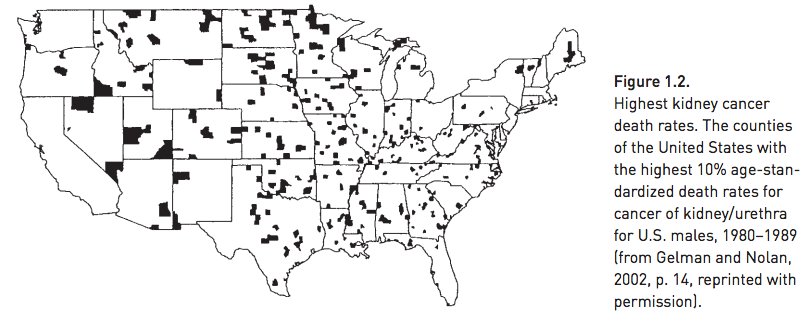 Figure 1.2.
Highest kidney cancer
death rates. The counties
of the United States with
the highest 10% age-stan-
dardized death rates for
cancer of kidney/urethra
for U.S. males, 1980–1989
(from Gelman and Nolan,
2002, p. 14, reprinted with
permission).